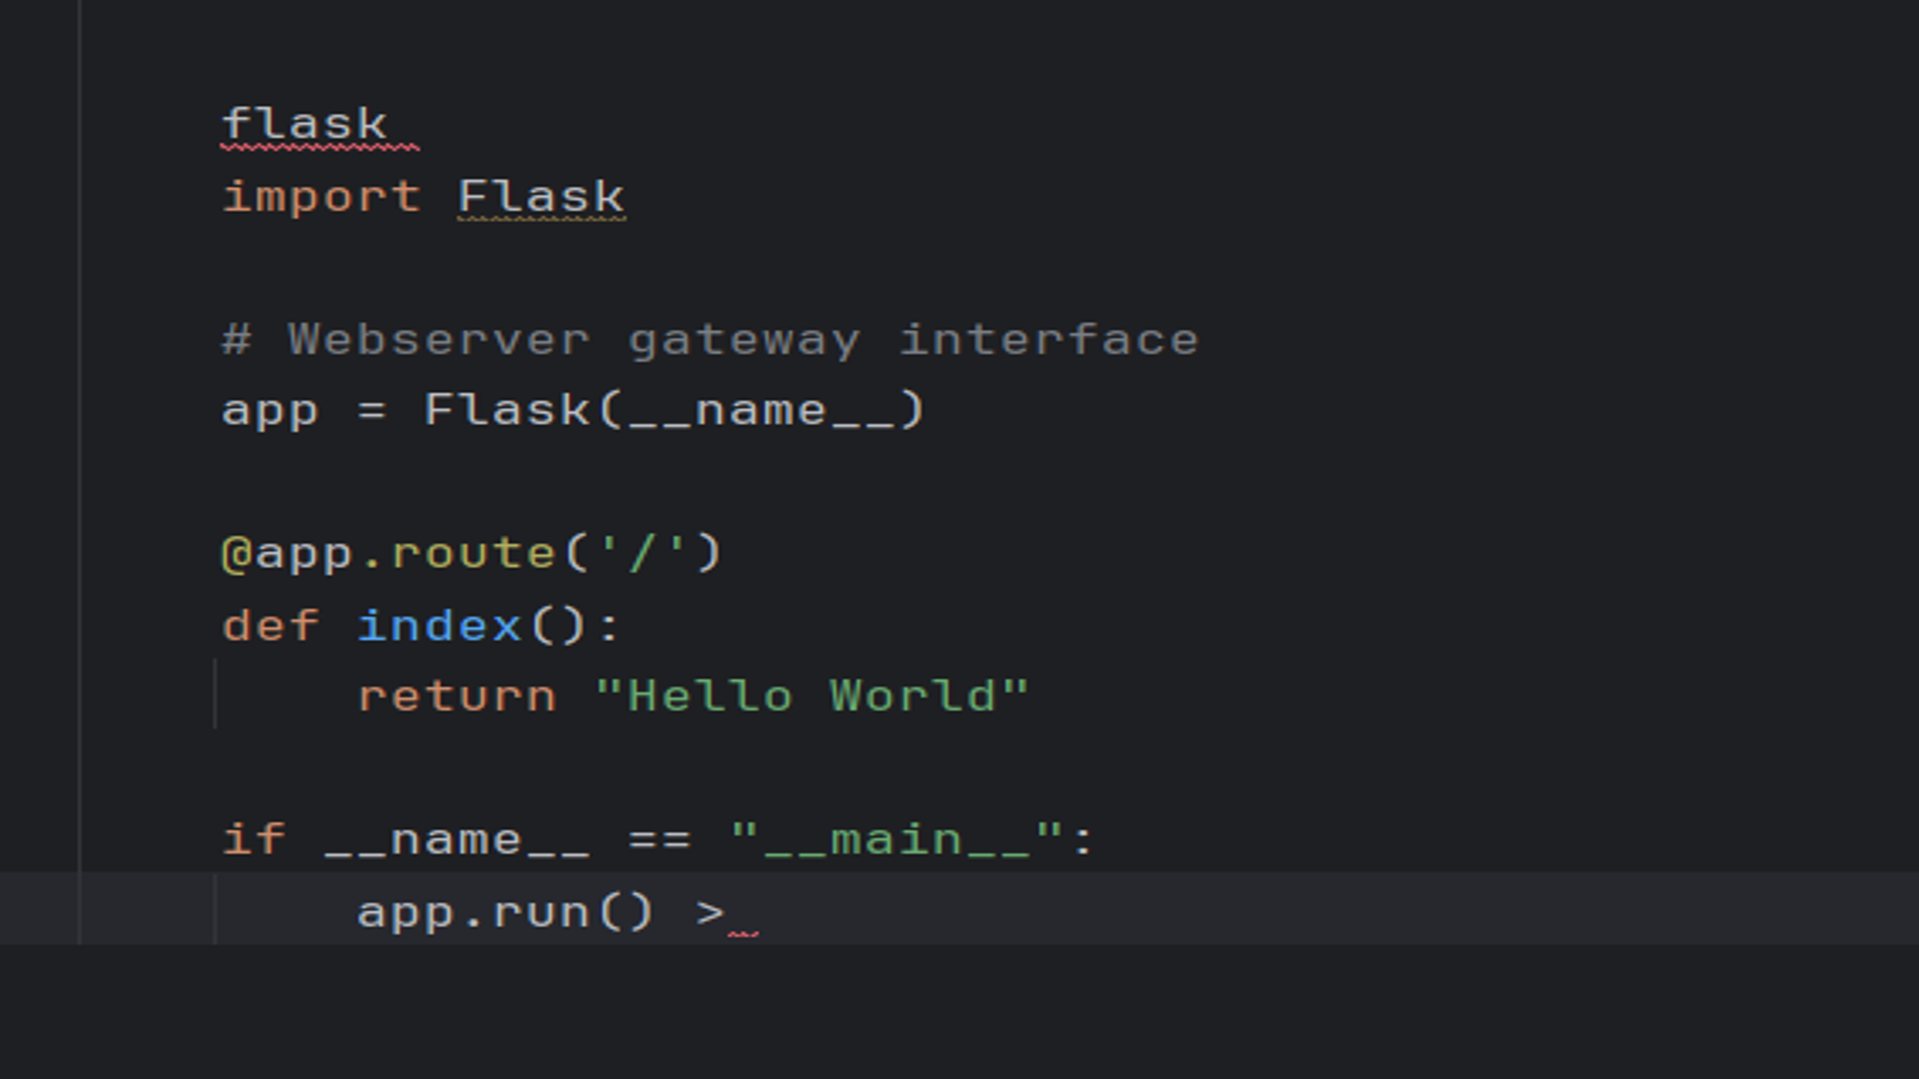 flask
import Flask
# Webserver gateway interface
app = Flask(__name__)
@app.route('/')
def index():
    return "Hello World"
if __name__ == "__main__":
    app.run() >